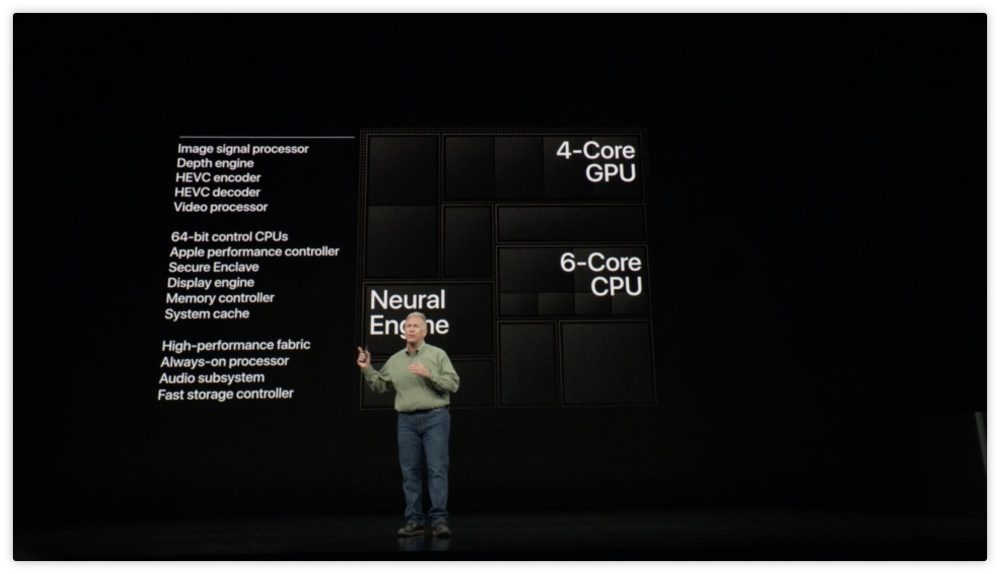 Image signal processor
Depth engine
HEVC encoder
HEVC decoder
Video processor
64-bit control CPUs
Apple performance controller
Secure Enclave
Display engine
Memory controller
System cache
High-performance fabric
Always-on processor
Audio subsystem
Fast storage controller
4-Core
GPU
6-Core
CPU
Neural
Engine